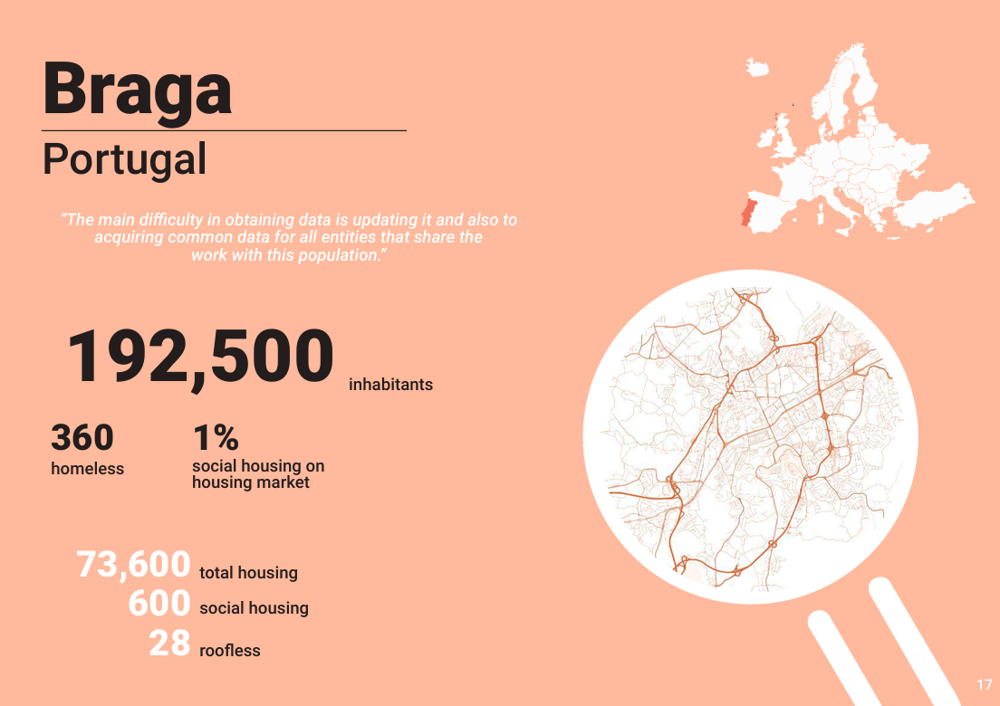 Braga
Portugal
“The main difficulty in obtaining data is updating it and also to
acquiring common data for all entities that share the
work with this population.“
192,500 inhabitants
360
homeless
1%
social housing on
housing market
73,600 total housing
600 social housing
28 roofless
17